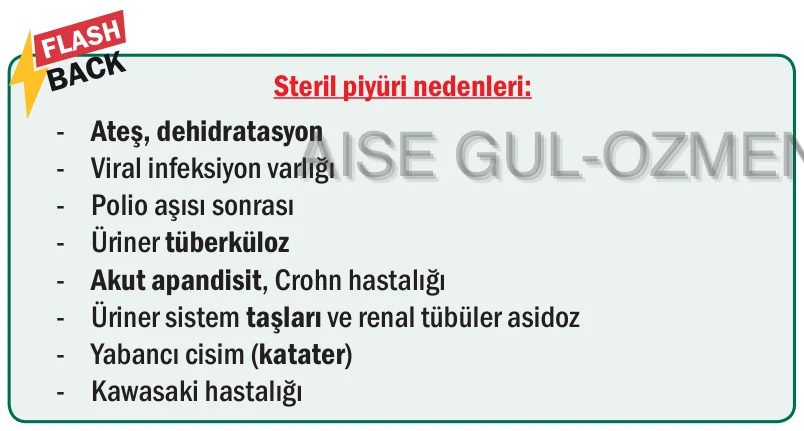 FLASH
BACK
Steril piyüri nedenleri:
- Ateş, dehidratasyon
AISE GUL-OZMEN
- Viral infeksiyon varlığı
- Polio aşısı sonrası
- Üriner tüberküloz
- Akut apandisit, Crohn hastalığı
- Üriner sistem taşları ve renal tübüler asidoz
- Yabancı cisim (katater)
- Kawasaki hastalığı